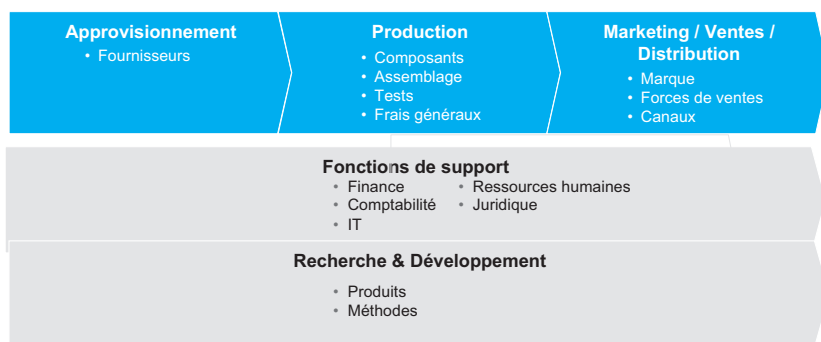 Approvisionnement
• Fournisseurs
Production
• Composants
• Assemblage
• Tests
• Frais généraux
Marketing / Ventes /
Distribution
• Marque
• Forces de ventes
• Canaux
Fonctions de support
• Finance
• Comptabilité
• IT
• Ressources humaines
• Juridique
Recherche & Développement
• Produits
• Méthodes